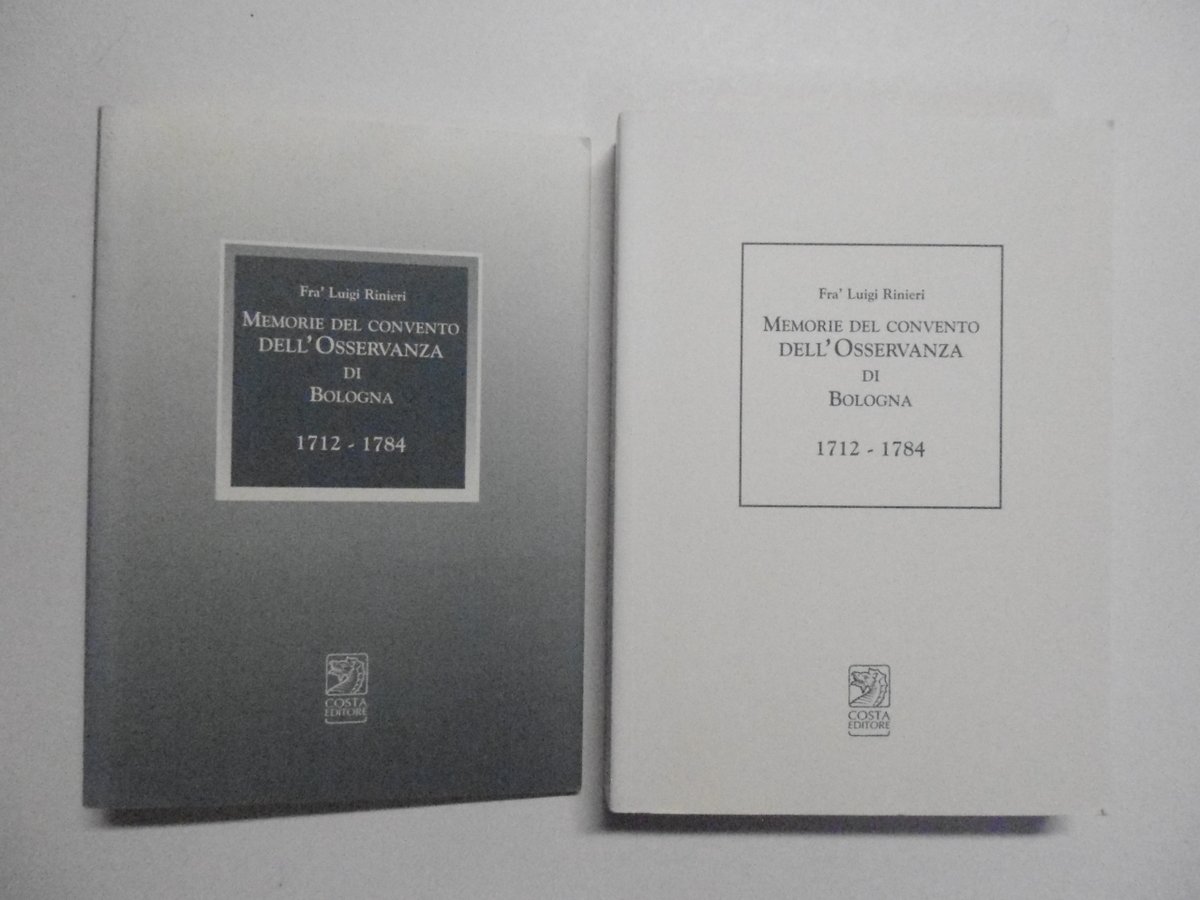 Fra' Luigi Rinieri
Memorie del convento
dell'Osservanza
di
Bologna
1712 - 1784
COSTA
EDITORE
Fra' Luigi Rinieri
Memorie del convento
dell'Osservanza
di
Bologna
1712 - 1784
COSTA
EDITORE